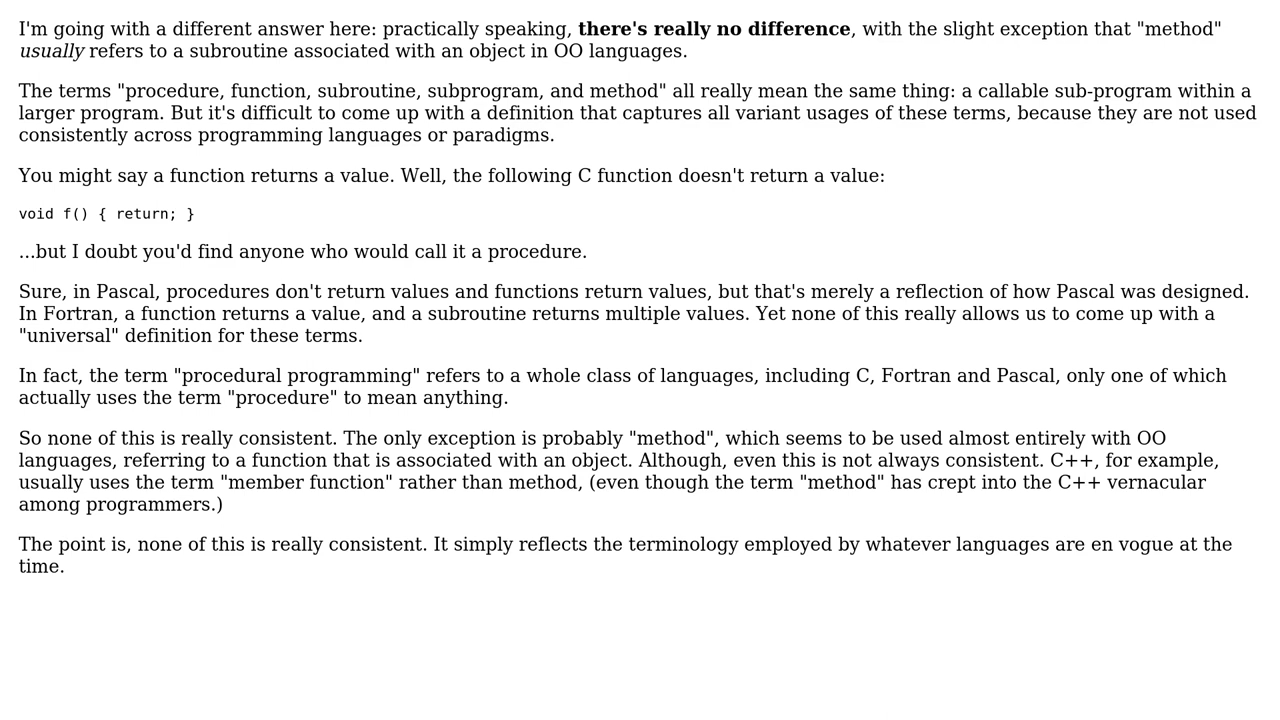 I'm going with a different answer here: practically speaking, there's really no difference, with the slight exception that "method"
usually refers to a subroutine associated with an object in OO languages.
The terms "procedure, function, subroutine, subprogram, and method" all really mean the same thing: a callable sub-program within a
larger program. But it's difficult to come up with a definition that captures all variant usages of these terms, because they are not used
consistently across programming languages or paradigms.
You might say a function returns a value. Well, the following C function doesn't return a value:
void f() { return; }
...but I doubt you'd find anyone who would call it a procedure.
Sure, in Pascal, procedures don't return values and functions return values, but that's merely a reflection of how Pascal was designed.
In Fortran, a function returns a value, and a subroutine returns multiple values. Yet none of this really allows us to come up with a
"universal" definition for these terms.
In fact, the term "procedural programming" refers to a whole class of languages, including C, Fortran and Pascal, only one of which
actually uses the term "procedure" to mean anything.
So none of this is really consistent. The only exception is probably "method", which seems to be used almost entirely with OO
languages, referring to a function that is associated with an object. Although, even this is not always consistent. C++, for example,
usually uses the term "member function" rather than method, (even though the term "method" has crept into the C++ vernacular
among programmers.)
The point is, none of this is really consistent. It simply reflects the terminology employed by whatever languages are en vogue at the
time.